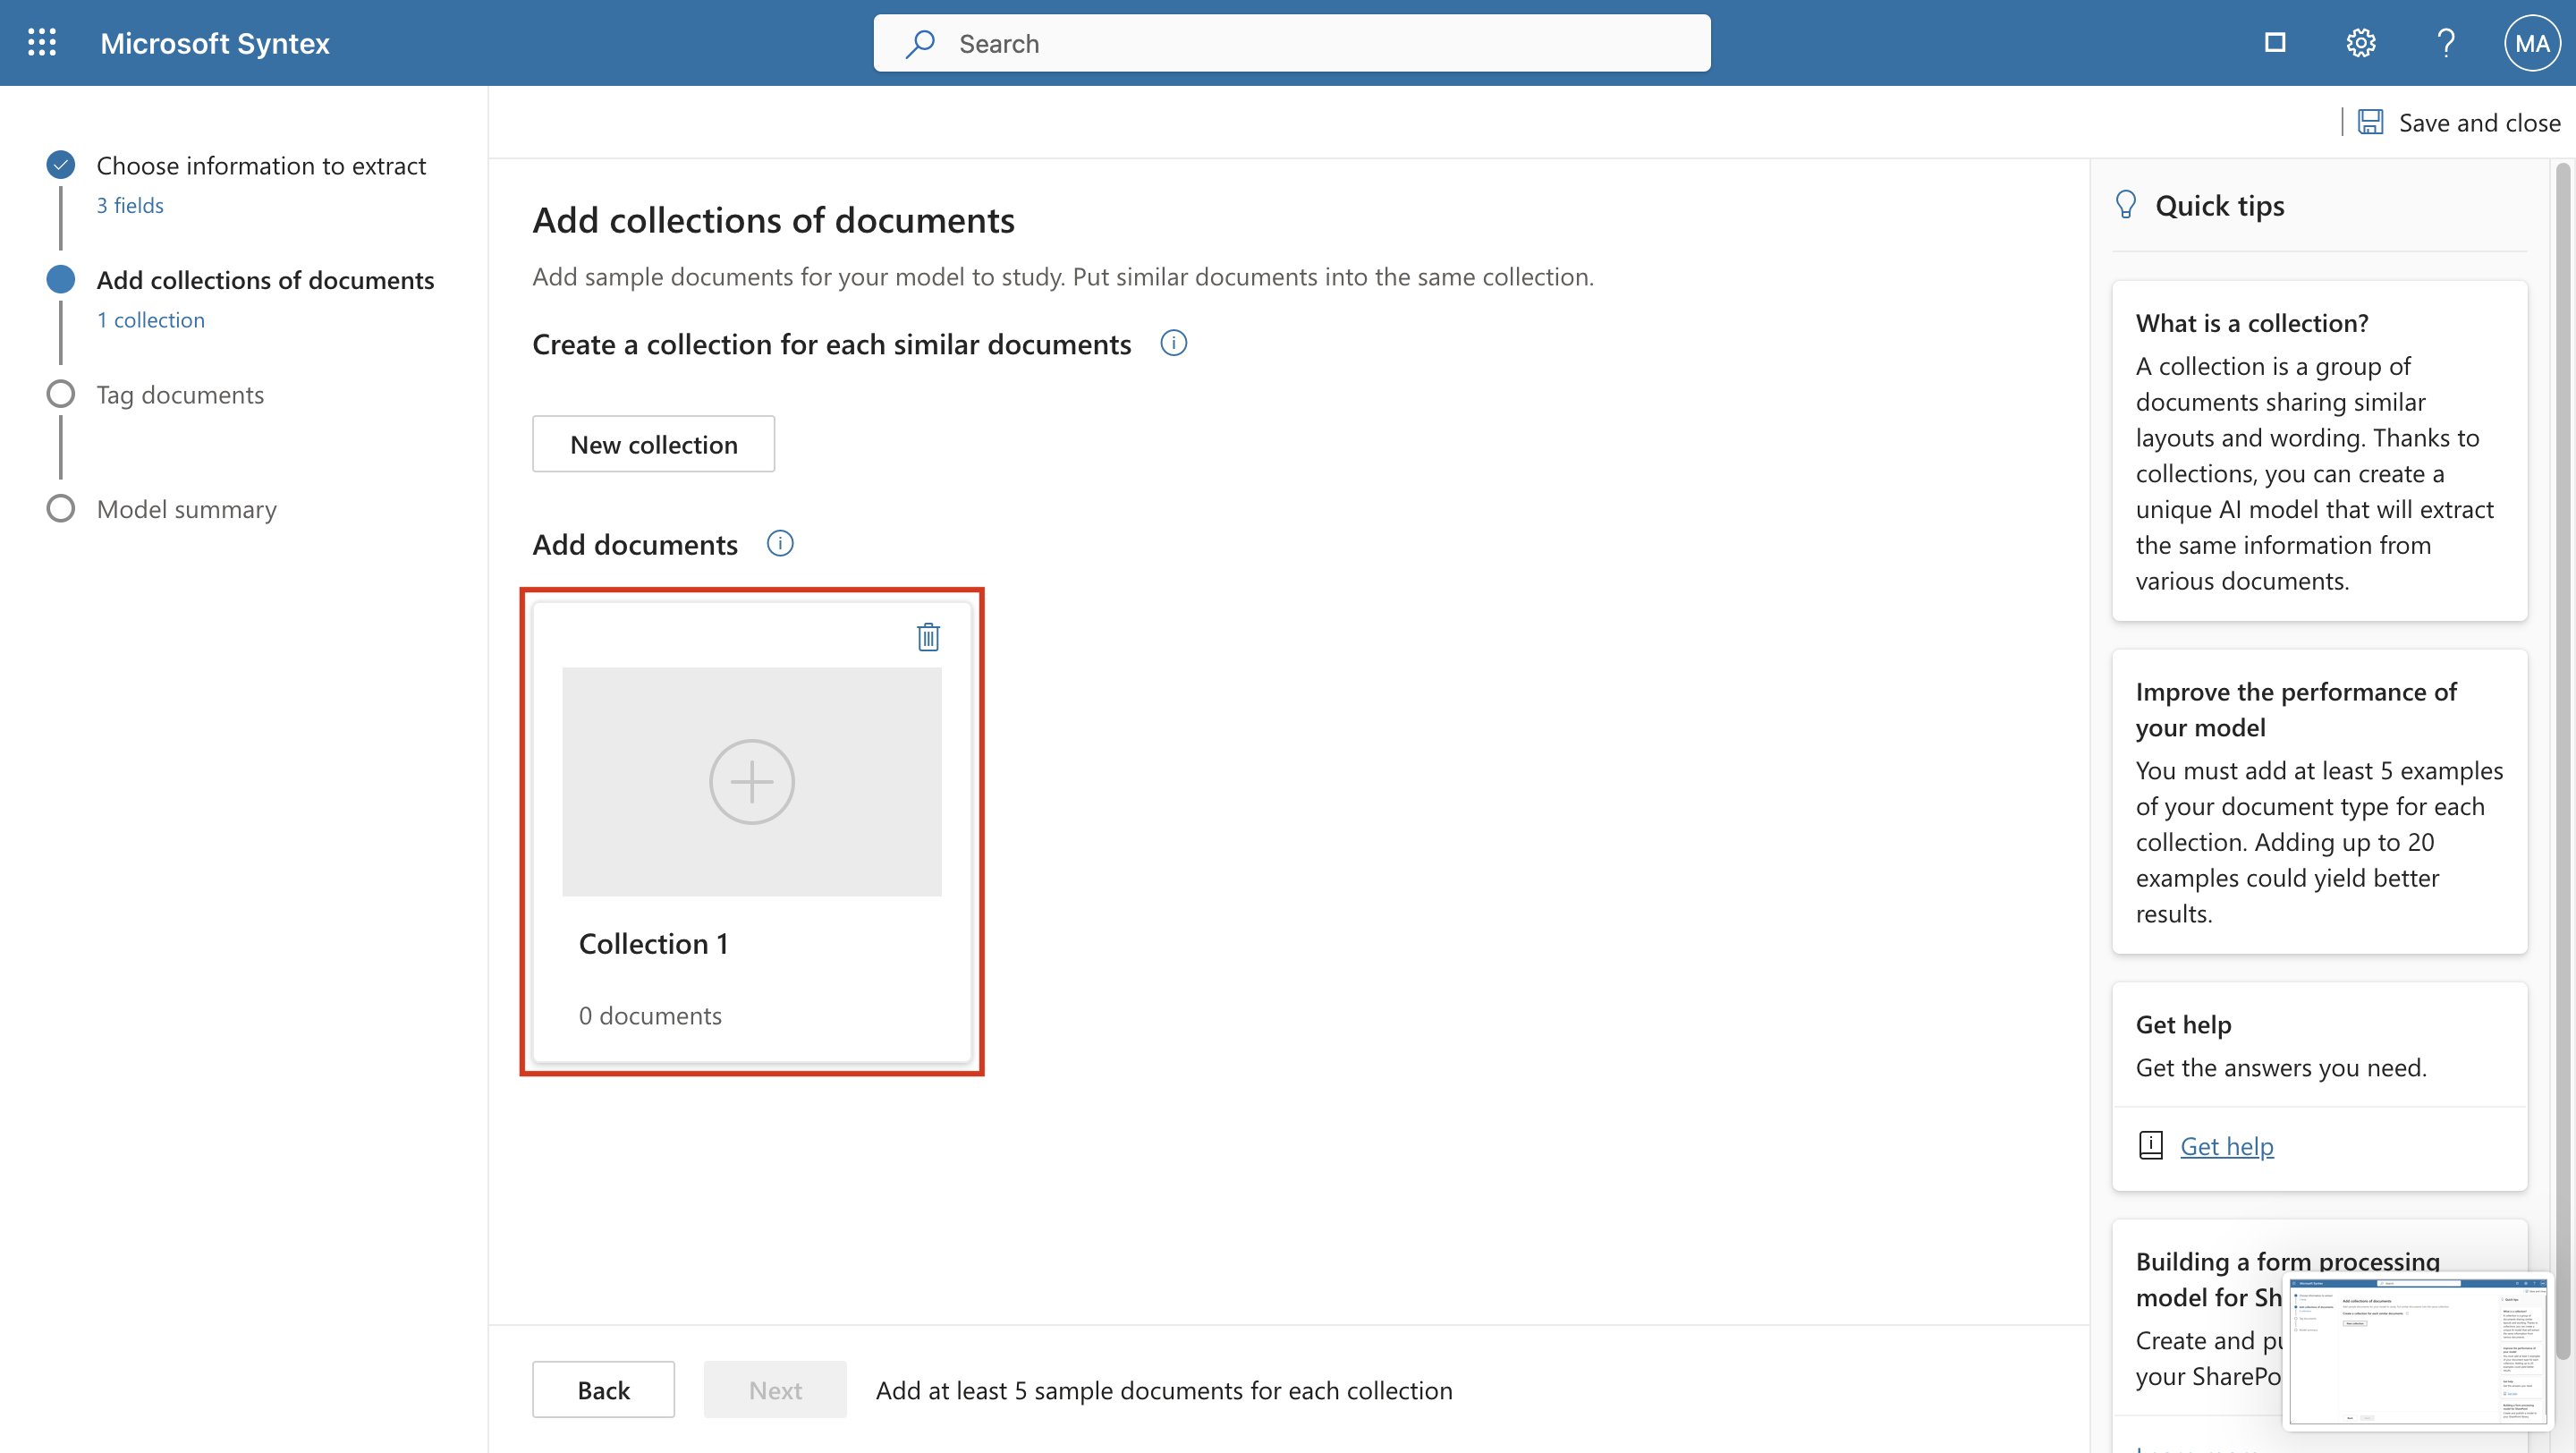 Microsoft Syntex
Search
MA
Save and close
Choose information to extract
3 fields
Add collections of documents
1 collection
Tag documents
Model summary
Add collections of documents
Add sample documents for your model to study. Put similar documents into the same collection.
Create a collection for each similar documents
New collection
Add documents
Collection 1
0 documents
Back
Next
Add at least 5 sample documents for each collection
Quick tips
What is a collection?
A collection is a group of
documents sharing similar
layouts and wording. Thanks to
collections, you can create a
unique AI model that will extract
the same information from
various documents.
Improve the performance of
your model
You must add at least 5 examples
of your document type for each
collection. Adding up to 20
examples could yield better
results.
Get help
Get the answers you need.
Get help
Building a form processing
model for Sh
Create and pu
your SharePo